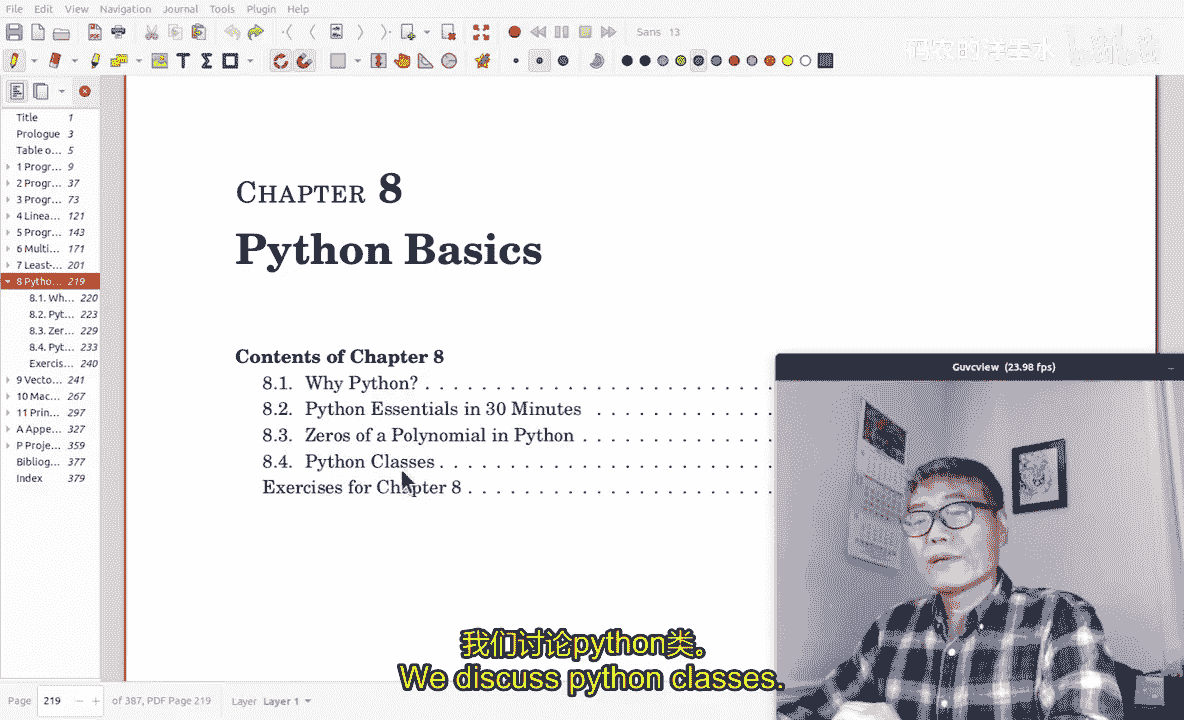 File Edit View Navigation Journal Tools Plugin Help
Sans 13
Title 1
Prologue 3
Table o... 5
1 Progr... 9
2 Progr... 37
3 Progr... 73
4 Linea... 121
5 Progr... 143
6 Multi... 171
7 Least-... 201
8 Pytho... 219
8.1. Wh... 220
8.2. Pyt... 223
8.3. Zer... 229
8.4. Pyt... 233
Exercis... 240
9 Vecto... 241
10 Mac... 267
11 Prin... 297
A Appe... 327
P Proje... 359
Bibliog... 377
Index 379
CHAPTER 8
Python Basics
Contents of Chapter 8
8.1. Why Python?
8.2. Python Essentials in 30 Minutes
8.3. Zeros of a Polynomial in Python
8.4. Python Classes
Exercises for Chapter 8
Guvcview (23.98 fps)
我们讨论python类。
We discuss python classes.
Page 219 of 387, PDF Page 219 Layer Layer 1